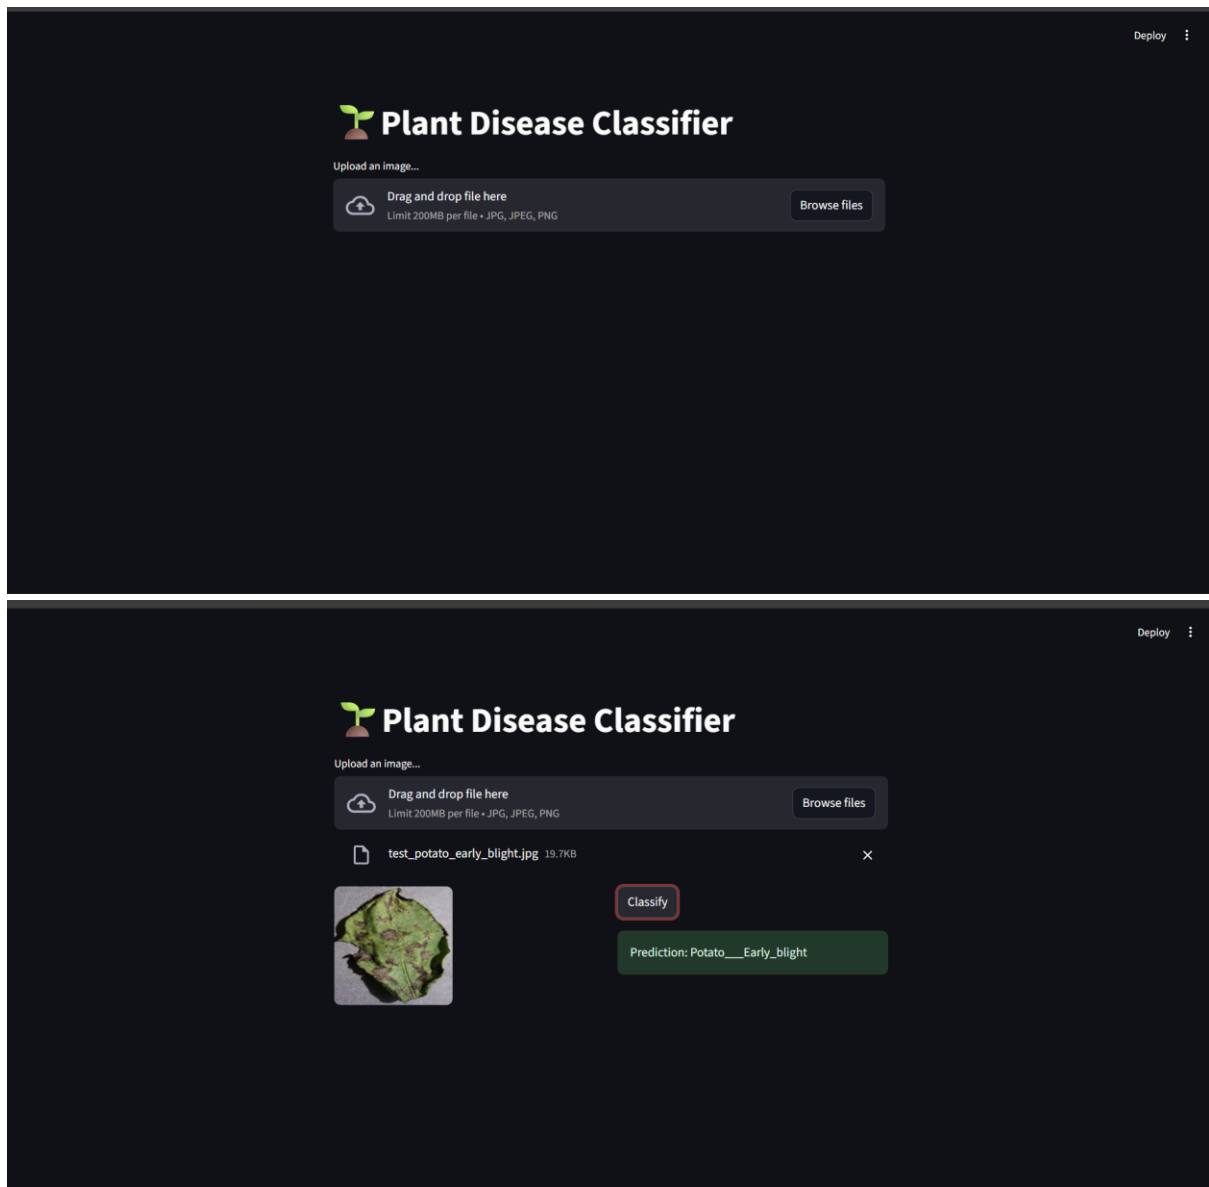 Deploy
Plant Disease Classifier
Upload an image...
Drag and drop file here
Limit 200MB per file • JPG, JPEG, PNG
Browse files
Deploy
Plant Disease Classifier
Upload an image...
Drag and drop file here
Limit 200MB per file • JPG, JPEG, PNG
Browse files
test_potato_early_blight.jpg 19.7KB
Classify
Prediction: Potato___Early_blight